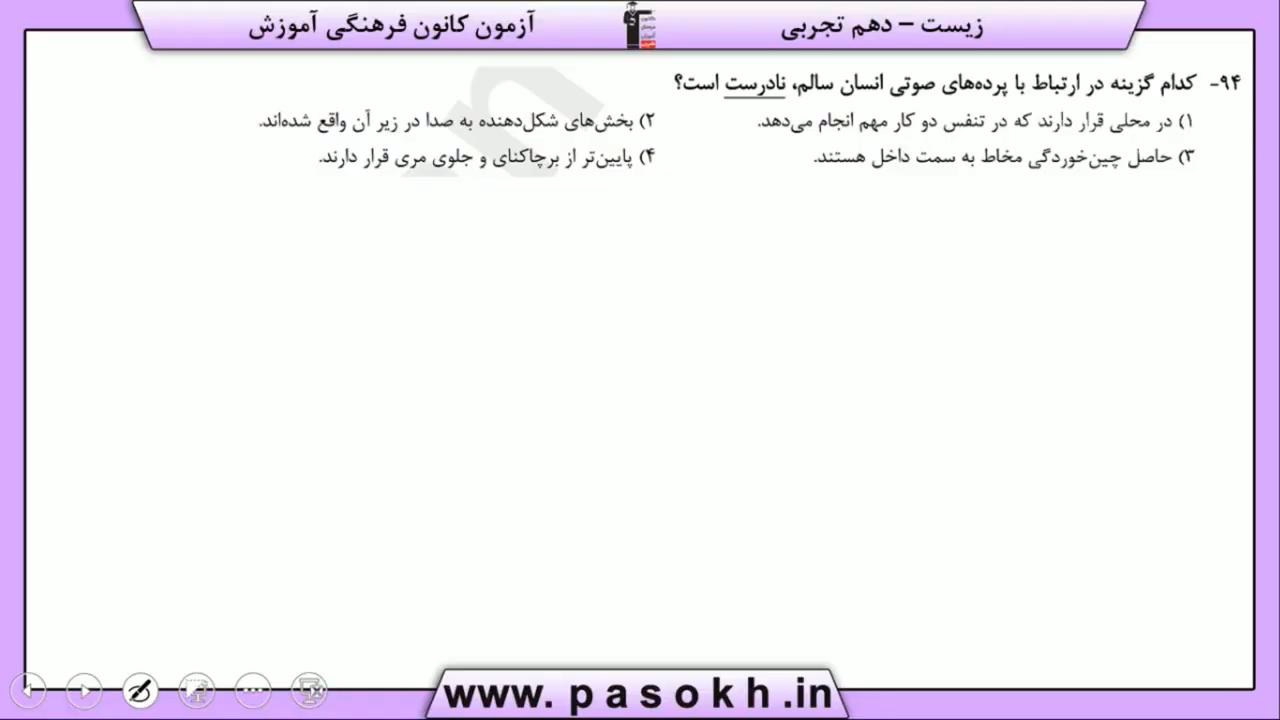 زیست – دهم تجربی
آزمون کانون فرهنگی آموزش
۹۴- کدام گزینه در ارتباط با پرده‌های صوتی انسان سالم، نادرست است؟
۱) در محلی قرار دارند که در تنفس دو کار مهم انجام می‌دهد.
۲) بخش‌های شکل‌دهنده به صدا در زیر آن واقع شده‌اند.
۳) حاصل چین‌خوردگی مخاط به سمت داخل هستند.
۴) پایین‌تر از برچاکنای و جلوی مری قرار دارند.
www. p a s o k h .in